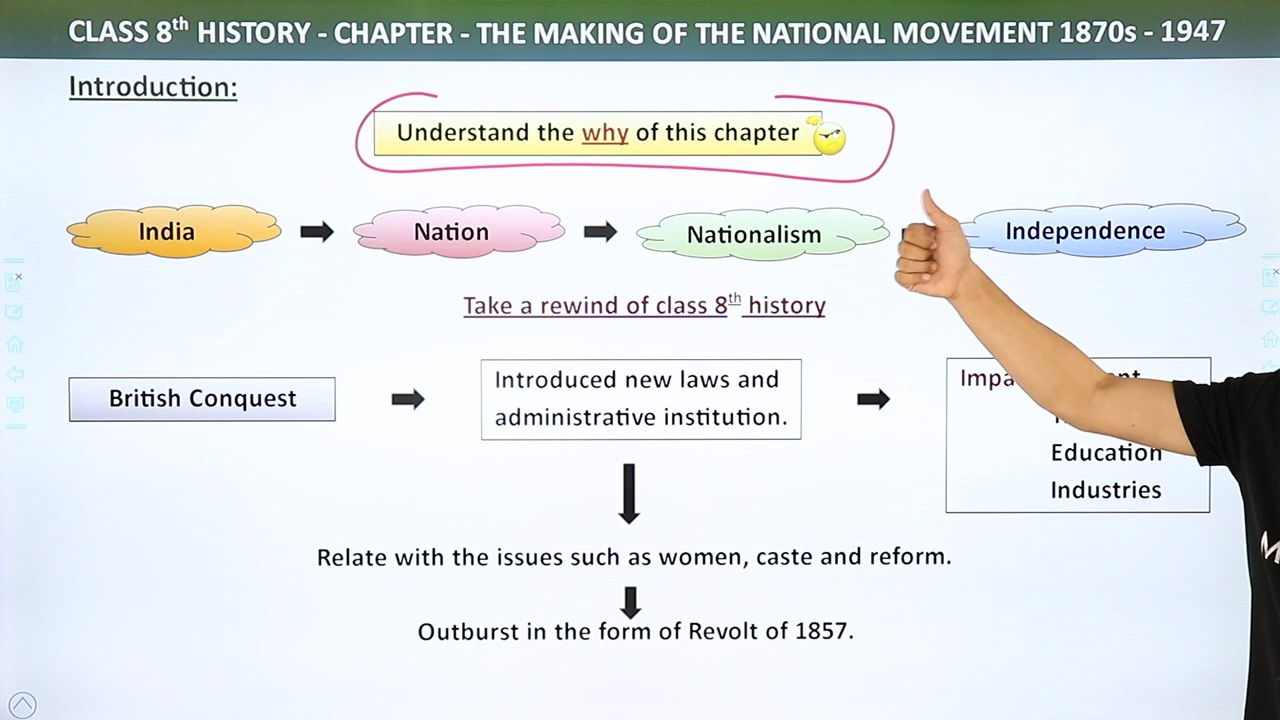 CLASS 8th HISTORY - CHAPTER - THE MAKING OF THE NATIONAL MOVEMENT 1870s - 1947
Introduction:
Understand the why of this chapter
India
Nation
Nationalism
Independence
Take a rewind of class 8th history
British Conquest
Introduced new laws and
administrative institution.
Education
Industries
Relate with the issues such as women, caste and reform.
Outburst in the form of Revolt of 1857.